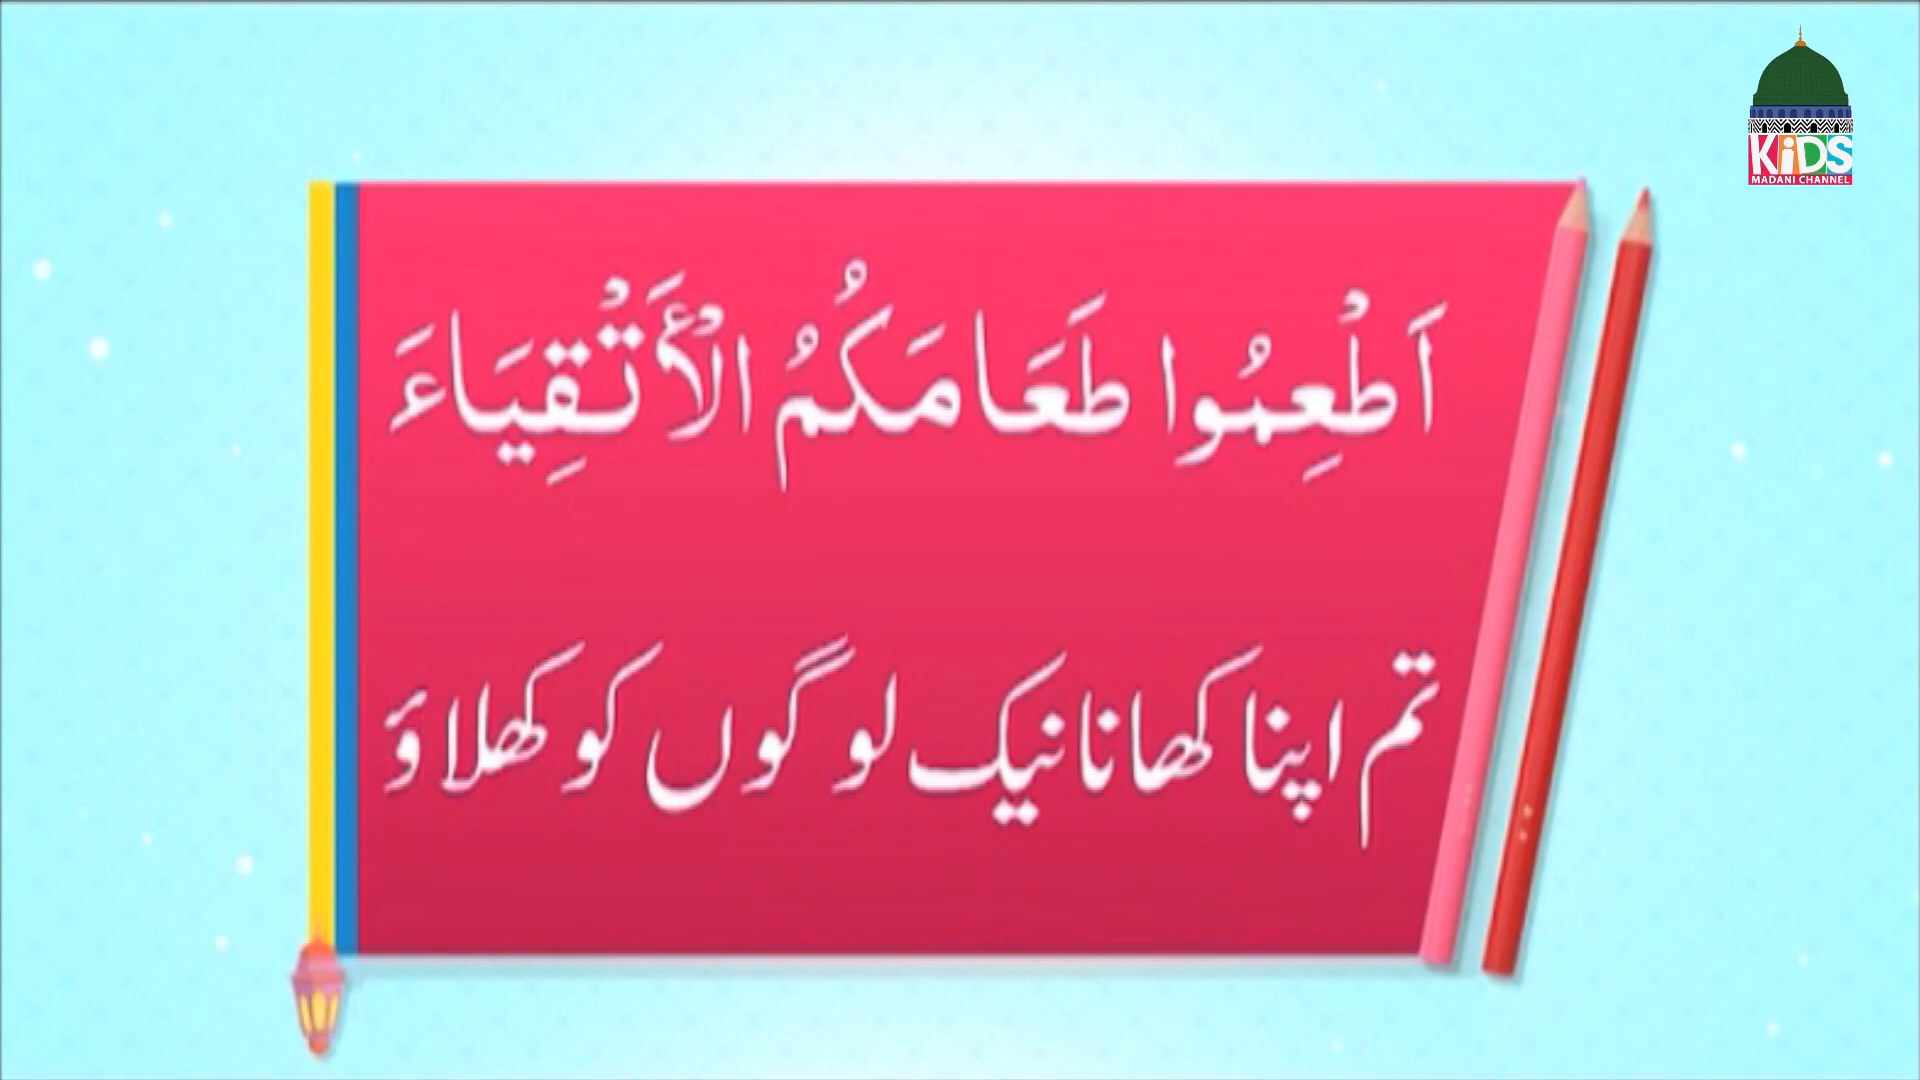 KiDS
MADANI CHANNEL
اَطْعِمُوا طَعَامَكُمُ الْأَتْقِيَاءَ
تم اپنا کھانا نیک لوگوں کو کھلاؤ